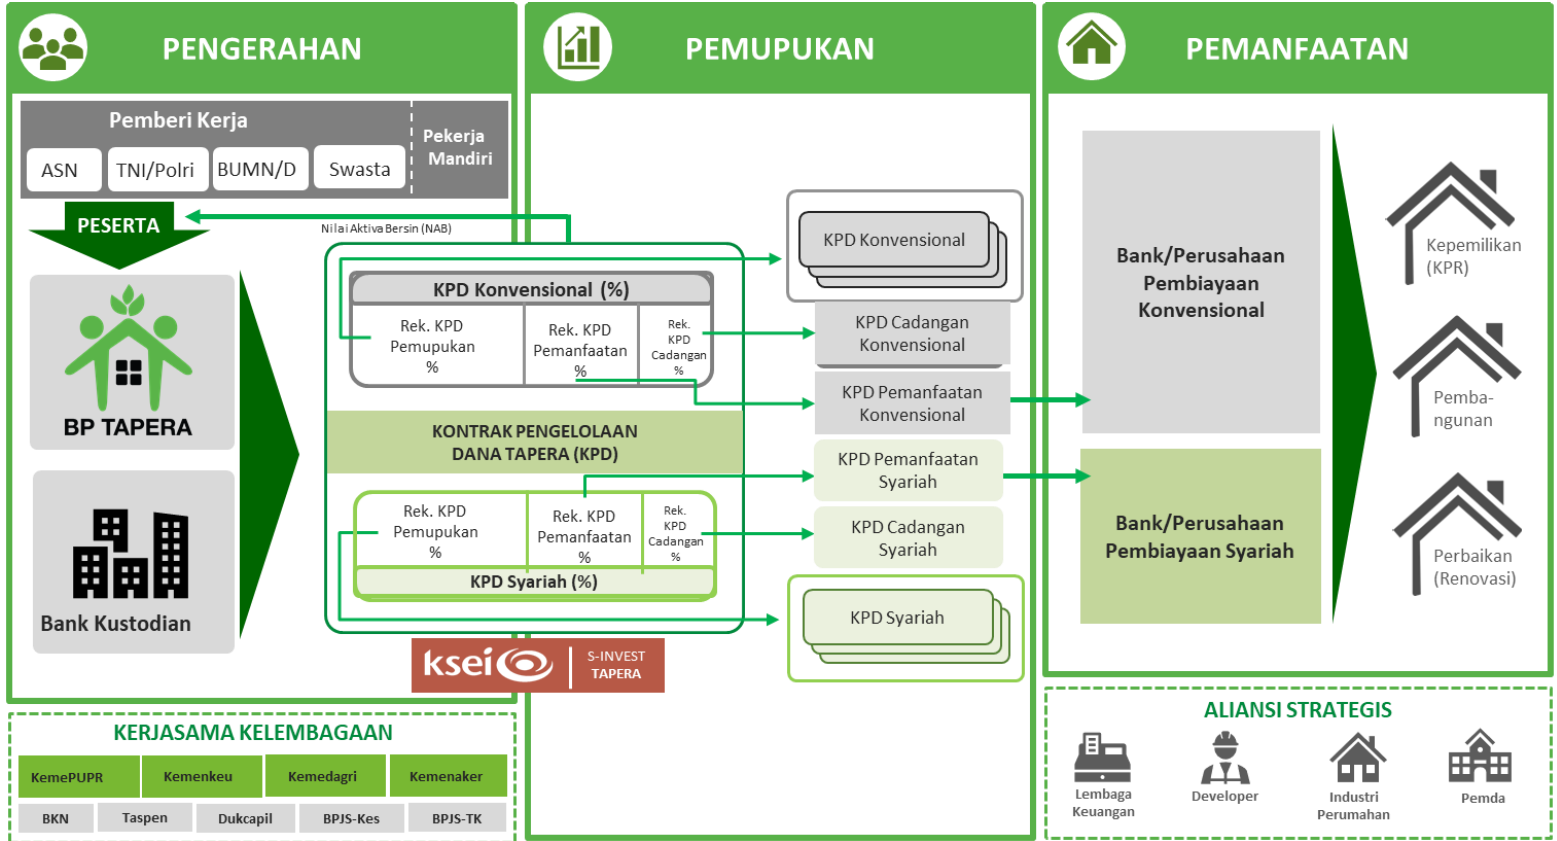 PENGERAHAN
Pemberi Kerja
ASN
TNI/Polri
BUMN/D
Swasta
Pekerja
Mandiri
PESERTA
BP TAPERA
Bank Kustodian
Nilai Aktiva Bersin (NAB)
KPD Konvensional (%)
Rek. KPD
Pemupukan
%
Rek. KPD
Pemanfaatan
%
Rek.
KPD
Cadangan
%
KONTRAK PENGELOLAAN
DANA TAPERA (KPD)
Rek. KPD
Pemupukan
%
Rek. KPD
Pemanfaatan
%
Rek.
KPD
Cadangan
%
KPD Syariah (%)
ksei
S-INVEST
TAPERA
KERJASAMA KELEMBAGAAN
KemePUPR
Kemenkeu
Kemedagri
Kemenaker
BKN
Taspen
Dukcapil
BPJS-Kes
BPJS-TK
PEMUPUKAN
KPD Konvensional
KPD Cadangan
Konvensional
KPD Pemanfaatan
Konvensional
KPD Pemanfaatan
Syariah
KPD Cadangan
Syariah
KPD Syariah
PEMANFAATAN
Bank/Perusahaan
Pembiayaan
Konvensional
Bank/Perusahaan
Pembiayaan Syariah
Kepemilikan
(KPR)
Pemba-
ngunan
Perbaikan
(Renovasi)
ALIANSI STRATEGIS
Lembaga
Keuangan
Developer
Industri
Perumahan
Pemda